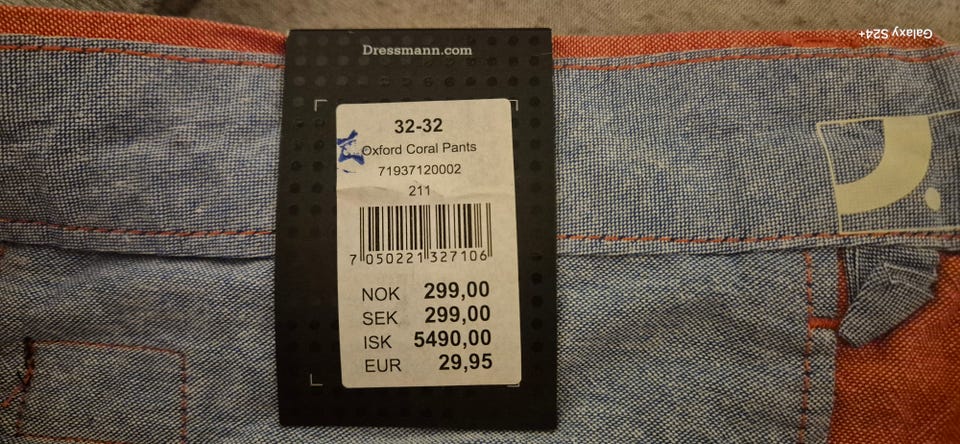 Dressmann.com
32-32
Oxford Coral Pants
71937120002
211
7 050221 327106
NOK 299,00
SEK 299,00
ISK 5490,00
EUR 29,95
Galaxy S24+